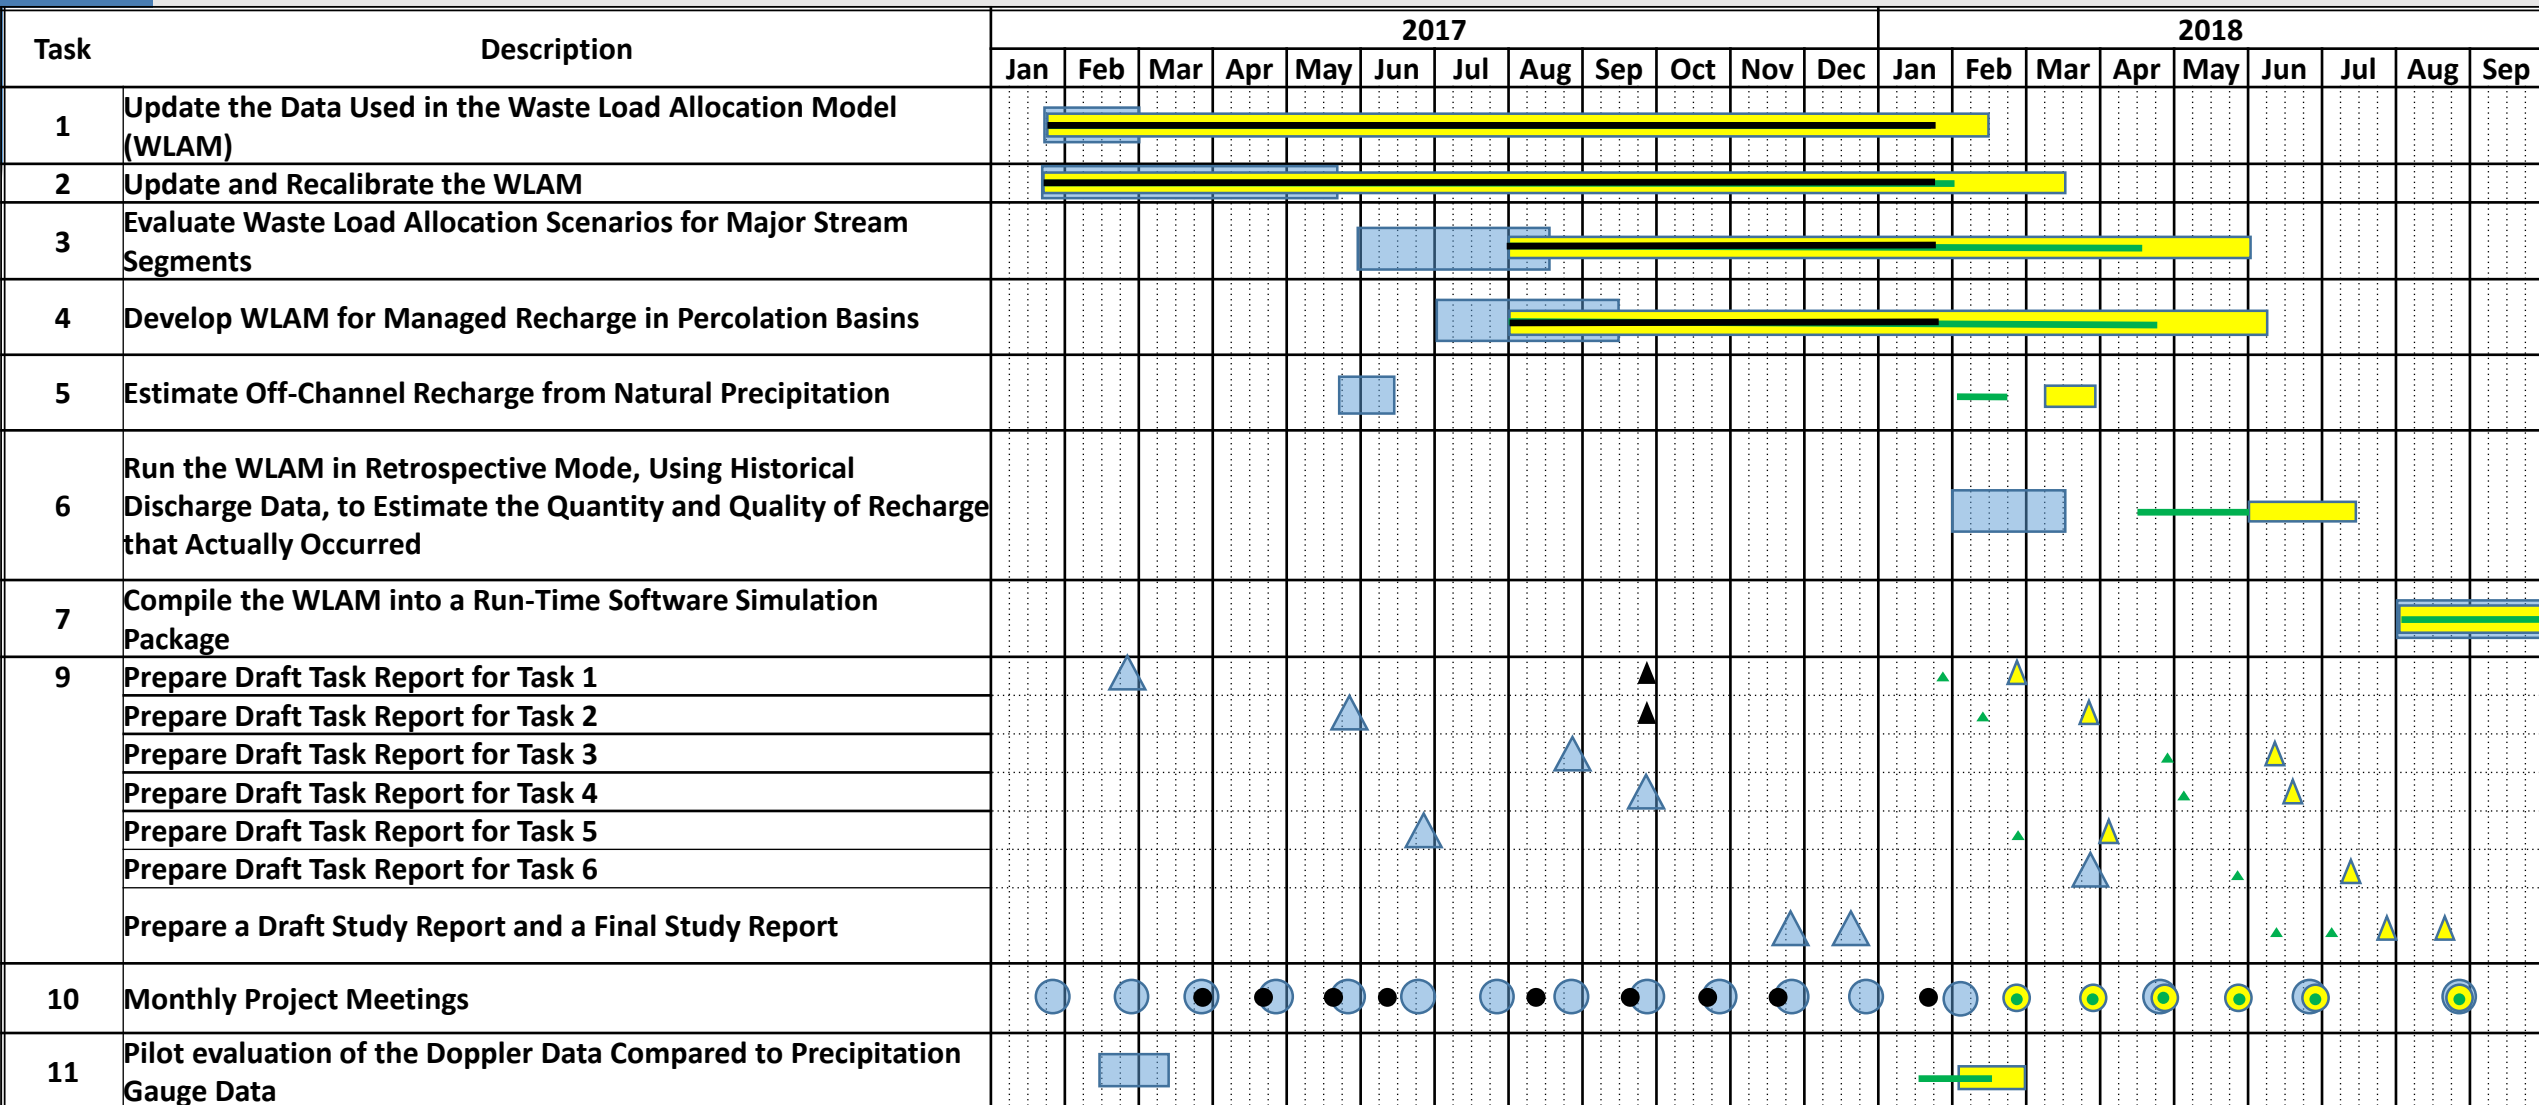 2017
2018
Task
Description
Jan Feb Mar Apr May Jun Jul Aug Sep Oct Nov Dec Jan Feb Mar Apr May Jun Jul Aug Sep
1
Update the Data Used in the Waste Load Allocation Model
(WLAM)
2
Update and Recalibrate the WLAM
3
Evaluate Waste Load Allocation Scenarios for Major Stream
Segments
4
Develop WLAM for Managed Recharge in Percolation Basins
5
Estimate Off-Channel Recharge from Natural Precipitation
6
Run the WLAM in Retrospective Mode, Using Historical
Discharge Data, to Estimate the Quantity and Quality of Recharge
that Actually Occurred
7
Compile the WLAM into a Run-Time Software Simulation
Package
9
Prepare Draft Task Report for Task 1
Prepare Draft Task Report for Task 2
Prepare Draft Task Report for Task 3
Prepare Draft Task Report for Task 4
Prepare Draft Task Report for Task 5
Prepare Draft Task Report for Task 6
Prepare a Draft Study Report and a Final Study Report
10
Monthly Project Meetings
11
Pilot evaluation of the Doppler Data Compared to Precipitation
Gauge Data